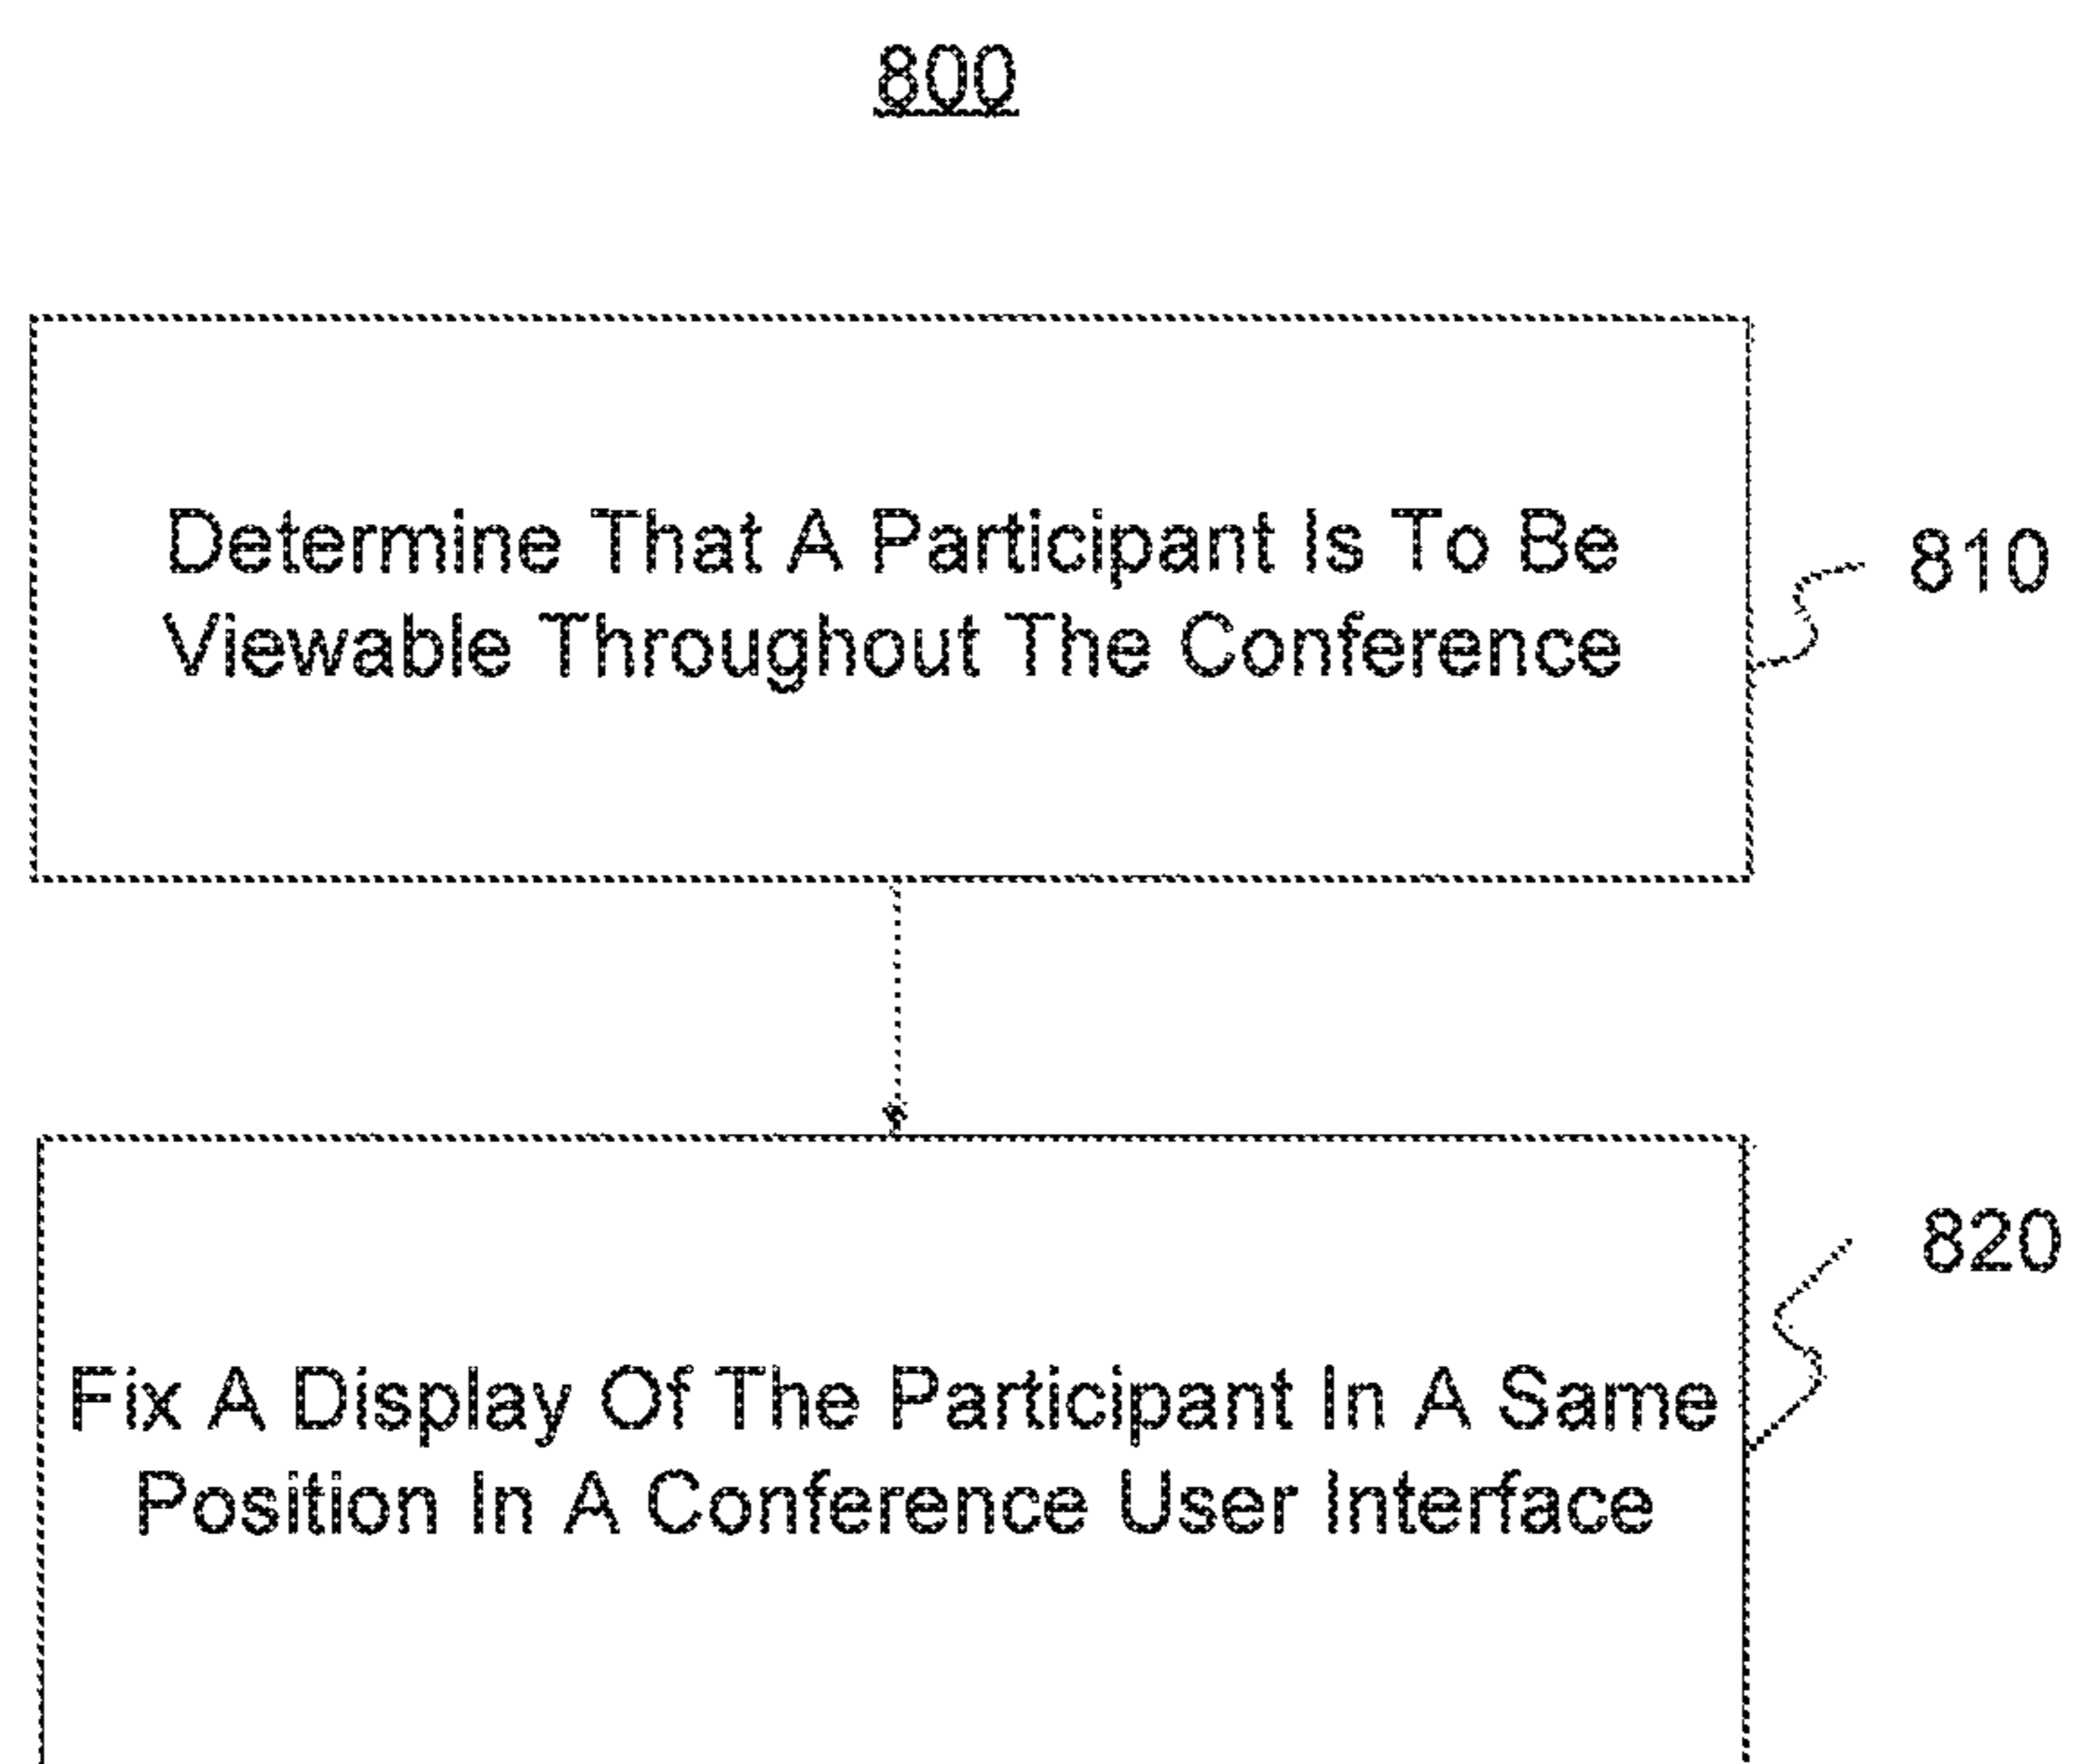 800
Determine That A Participant Is To Be
Viewable Throughout The Conference
810
820
Fix A Display Of The Participant In A Same
Position In A Conference User Interface